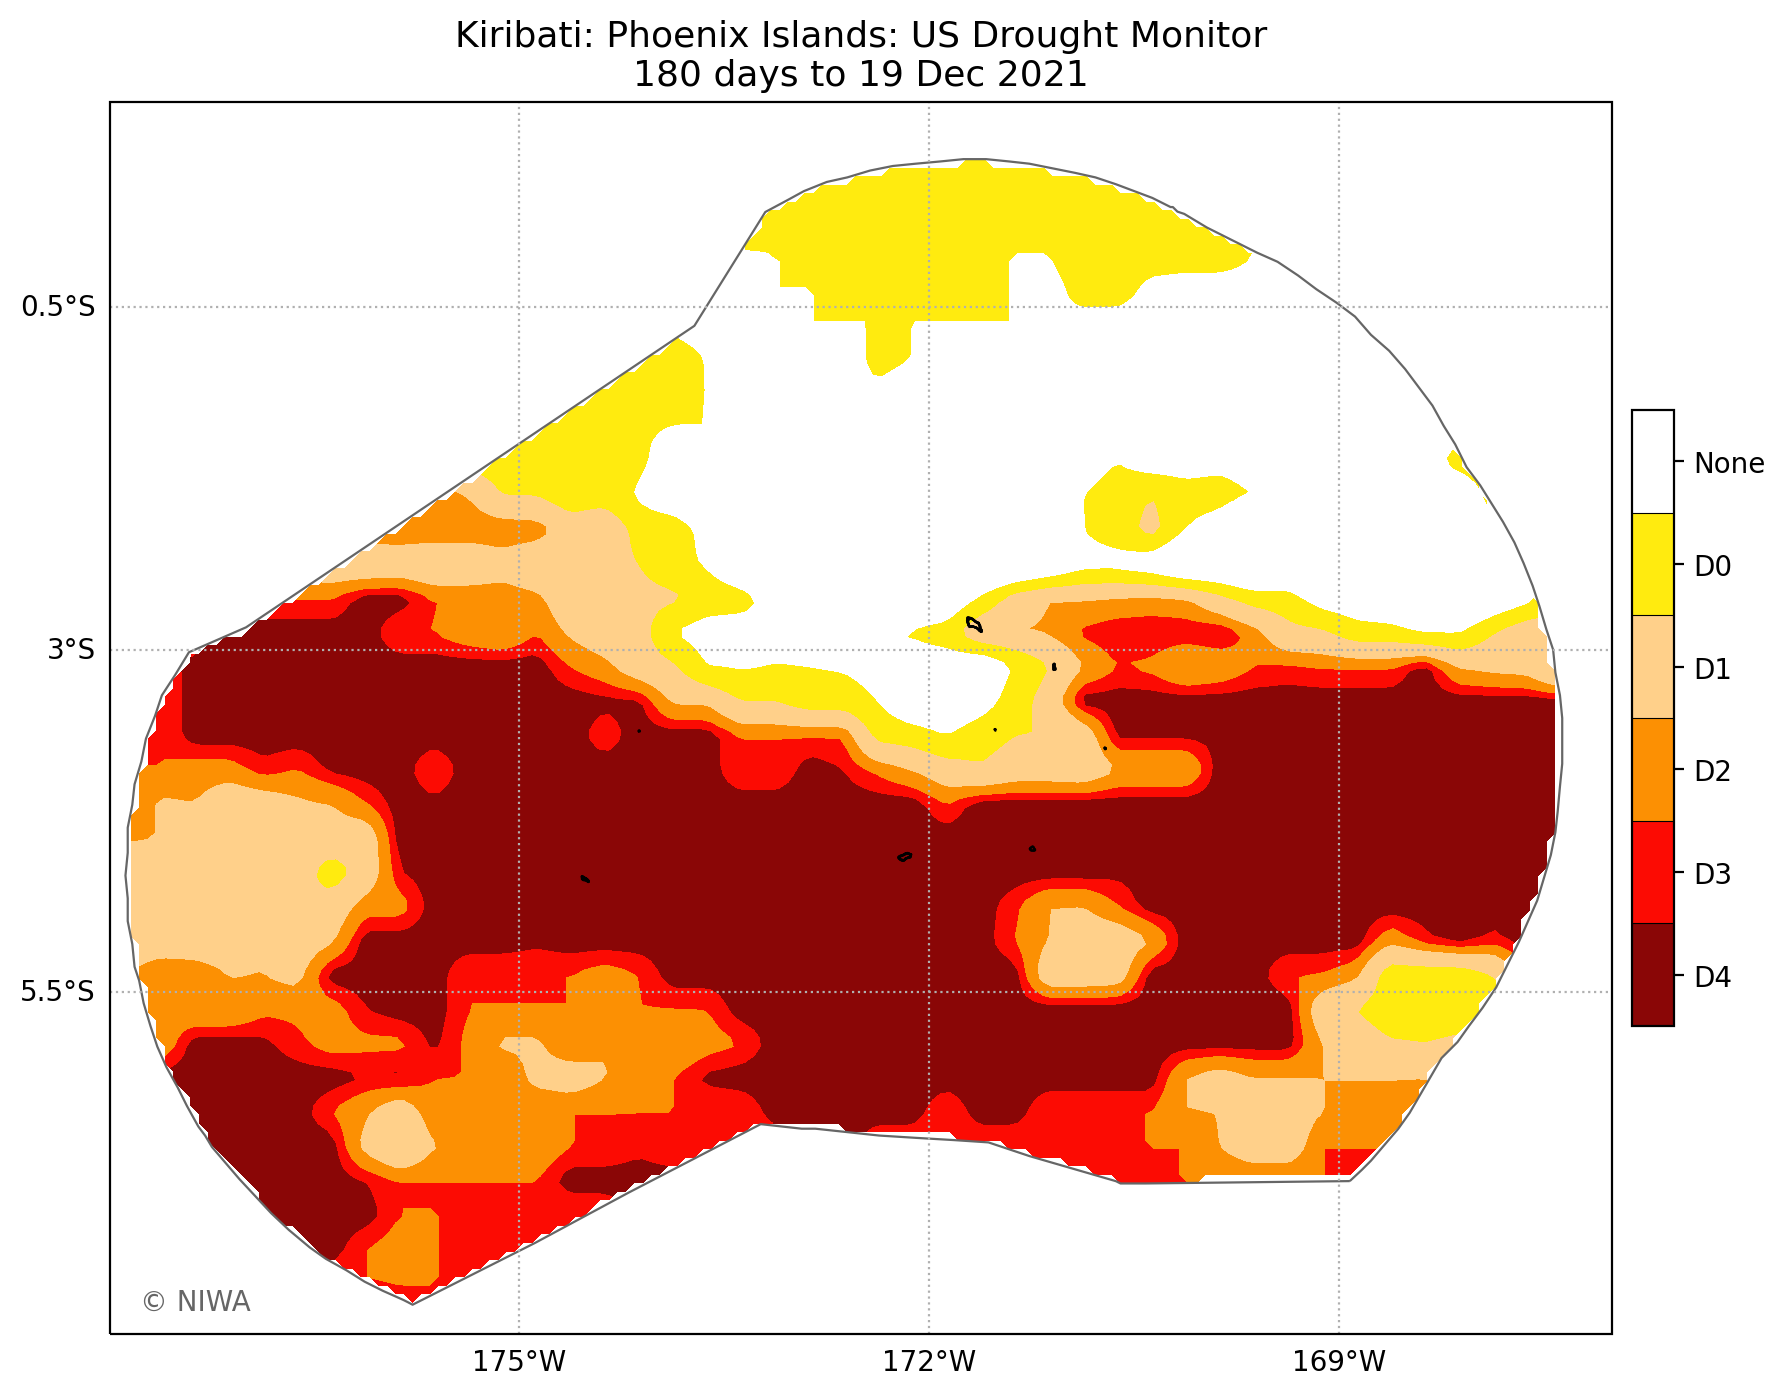 Kiribati: Phoenix Islands: US Drought Monitor
180 days to 19 Dec 2021
0.5°S
3°S
5.5°S
175°W
172°W
169°W
None
D0
D1
D2
D3
D4
© NIWA